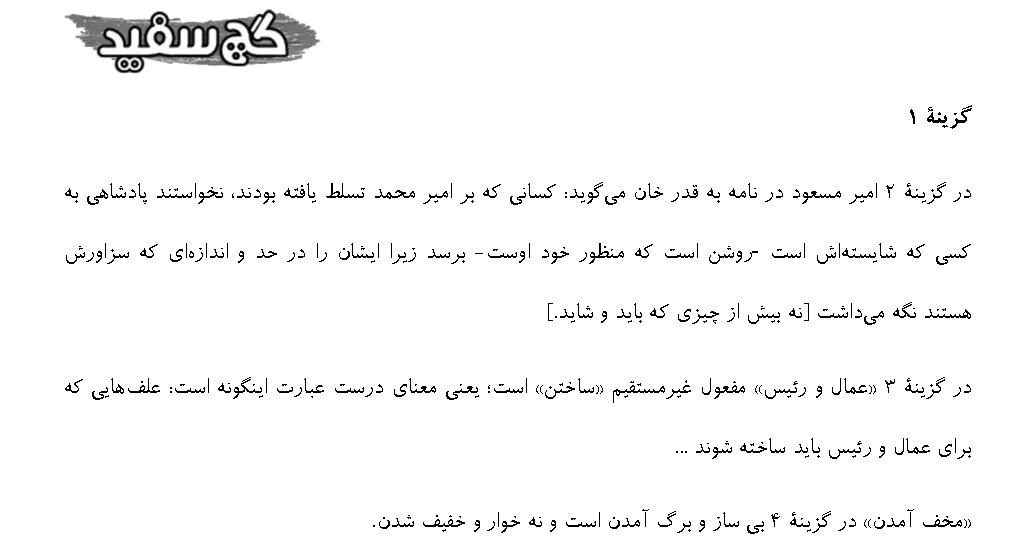 گچ سفید
گزینهٔ ۱
در گزینهٔ ۲ امیر مسعود در نامه به قدر خان می‌گوید: کسانی که بر امیر محمد تسلط یافته بودند، نخواستند پادشاهی به
کسی که شایسته‌اش است -روشن است که منظور خود اوست- برسد زیرا ایشان را در حد و اندازه‌ای که سزاورش
هستند نگه می‌داشت [نه بیش از چیزی که باید و شاید.]
در گزینهٔ ۳ «عمال و رئیس» مفعول غیرمستقیم «ساختن» است؛ یعنی معنای درست عبارت اینگونه است: علف‌هایی که
برای عمال و رئیس باید ساخته شوند ...
«مخف آمدن» در گزینهٔ ۴ بی ساز و برگ آمدن است و نه خوار و خفیف شدن.